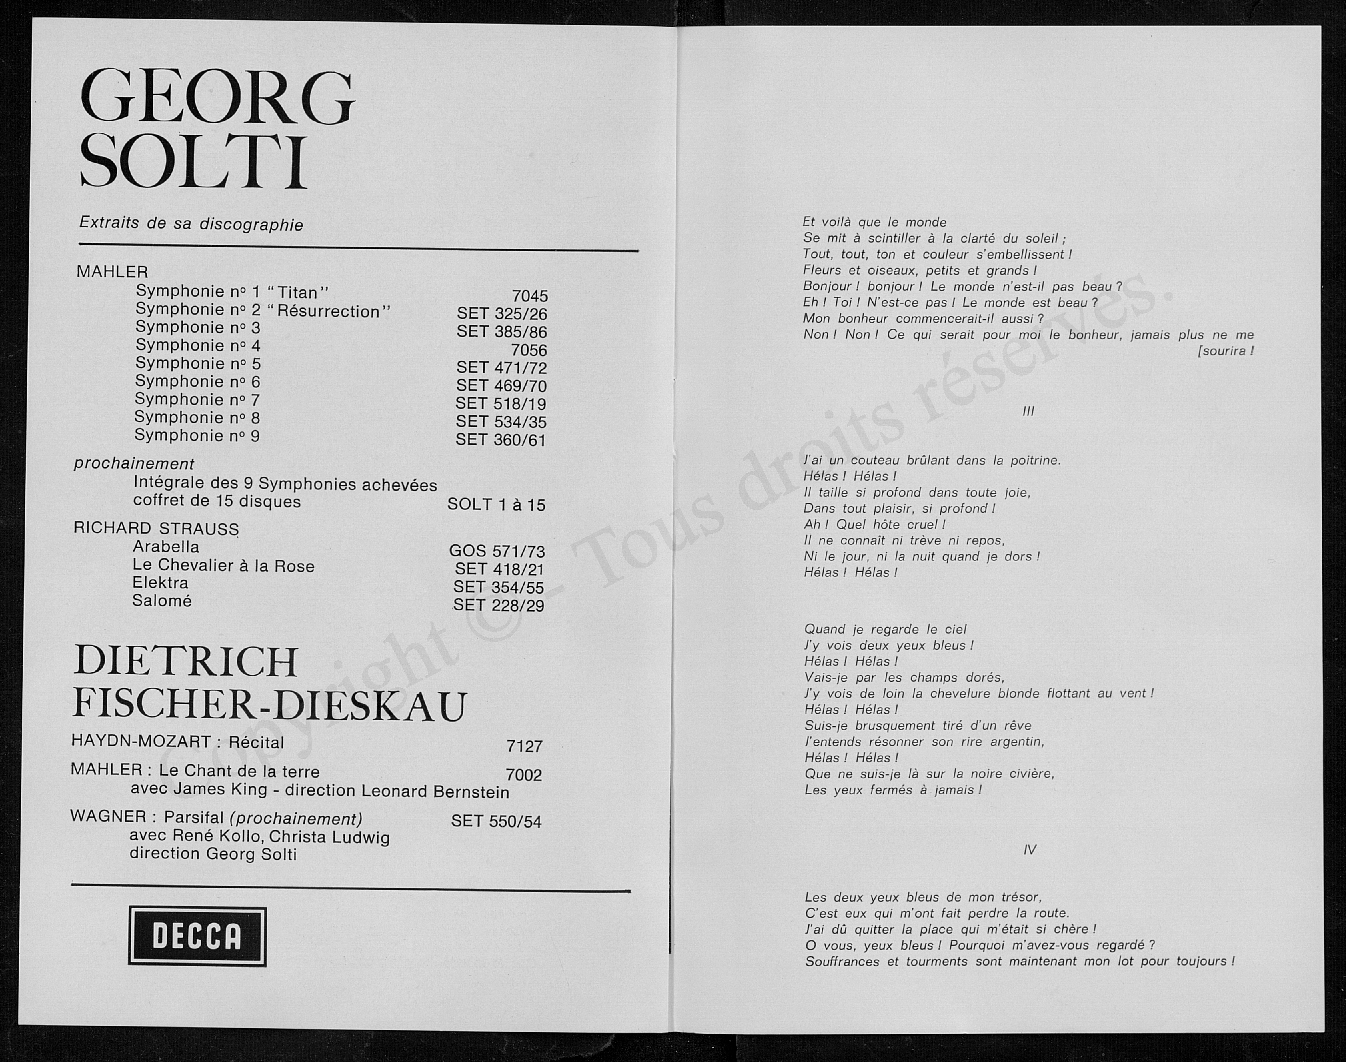 GEORG
SOLTI
Extraits de sa discographie
MAHLER
Symphonie nº 1 "Titan" 7045
Symphonie nº 2 "Résurrection" SET 325/26
Symphonie nº 3 SET 385/86
Symphonie nº 4 7056
Symphonie nº 5 SET 471/72
Symphonie nº 6 SET 469/70
Symphonie nº 7 SET 518/19
Symphonie nº 8 SET 534/35
Symphonie nº 9 SET 360/61
prochainement
Intégrale des 9 Symphonies achevées
coffret de 15 disques SOLT 1 à 15
RICHARD STRAUSS
Arabella GOS 571/73
Le Chevalier à la Rose SET 418/21
Elektra SET 354/55
Salomé SET 228/29
DIETRICH
FISCHER-DIESKAU
HAYDN-MOZART : Récital 7127
MAHLER : Le Chant de la terre 7002
avec James King - direction Leonard Bernstein
WAGNER : Parsifal (prochainement) SET 550/54
avec René Kollo, Christa Ludwig
direction Georg Solti
DECCA
Et voilà que le monde
Se mit à scintiller à la clarté du soleil ;
Tout, tout, ton et couleur s'embellissent !
Fleurs et oiseaux, petits et grands !
Bonjour ! bonjour ! Le monde n'est-il pas beau ?
Eh ! Toi ! N'est-ce pas ! Le monde est beau ?
Mon bonheur commencerait-il aussi ?
Non ! Non ! Ce qui serait pour moi le bonheur, jamais plus ne me
[sourira !
III
J'ai un couteau brûlant dans la poitrine.
Hélas ! Hélas !
Il taille si profond dans toute joie,
Dans tout plaisir, si profond !
Ah ! Quel hôte cruel !
Il ne connaît ni trève ni repos,
Ni le jour, ni la nuit quand je dors !
Hélas ! Hélas !
Quand je regarde le ciel
J'y vois deux yeux bleus !
Hélas ! Hélas !
Vais-je par les champs dorés,
J'y vois de loin la chevelure blonde flottant au vent !
Hélas ! Hélas !
Suis-je brusquement tiré d'un rêve
J'entends résonner son rire argentin,
Hélas ! Hélas !
Que ne suis-je là sur la noire civière,
Les yeux fermés à jamais !
IV
Les deux yeux bleus de mon trésor,
C'est eux qui m'ont fait perdre la route.
J'ai dû quitter la place qui m'était si chère !
O vous, yeux bleus ! Pourquoi m'avez-vous regardé ?
Souffrances et tourments sont maintenant mon lot pour toujours !
Copyright © - Tous droits réservés.